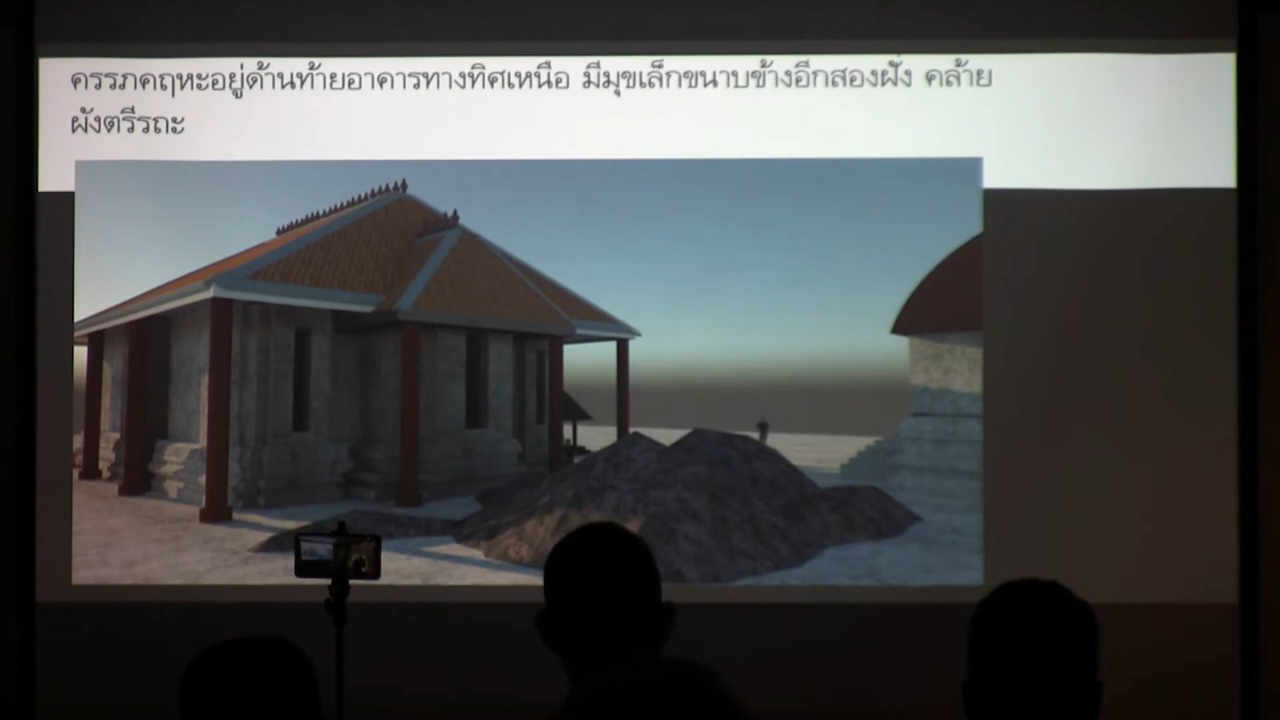 ครรภคฤหะอยู่ด้านท้ายอาคารทางทิศเหนือ มีมุขเล็กขนาบข้างอีกสองฝั่ง คล้าย
ผังตรีรถะ